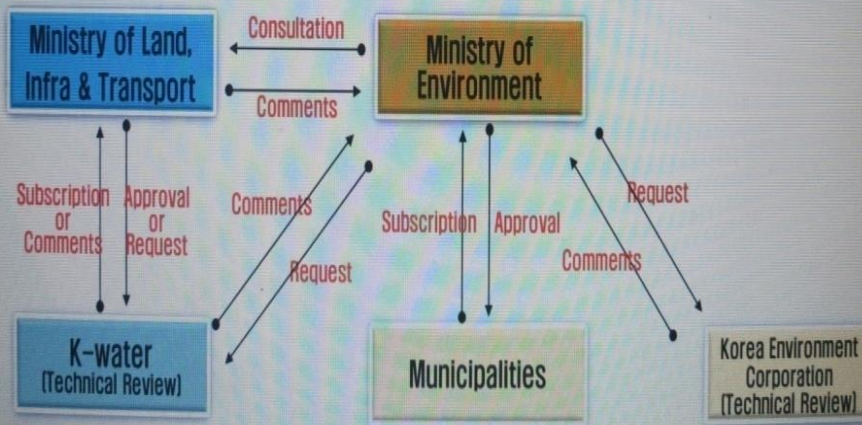 Ministry of Land,
Infra & Transport
Consultation
Comments
Ministry of
Environment
Subscription
or
Comments
Approval
or
Request
Comments
Request
Subscription
Approval
Request
Comments
K-water
(Technical Review)
Municipalities
Korea Environment
Corporation
(Technical Review)